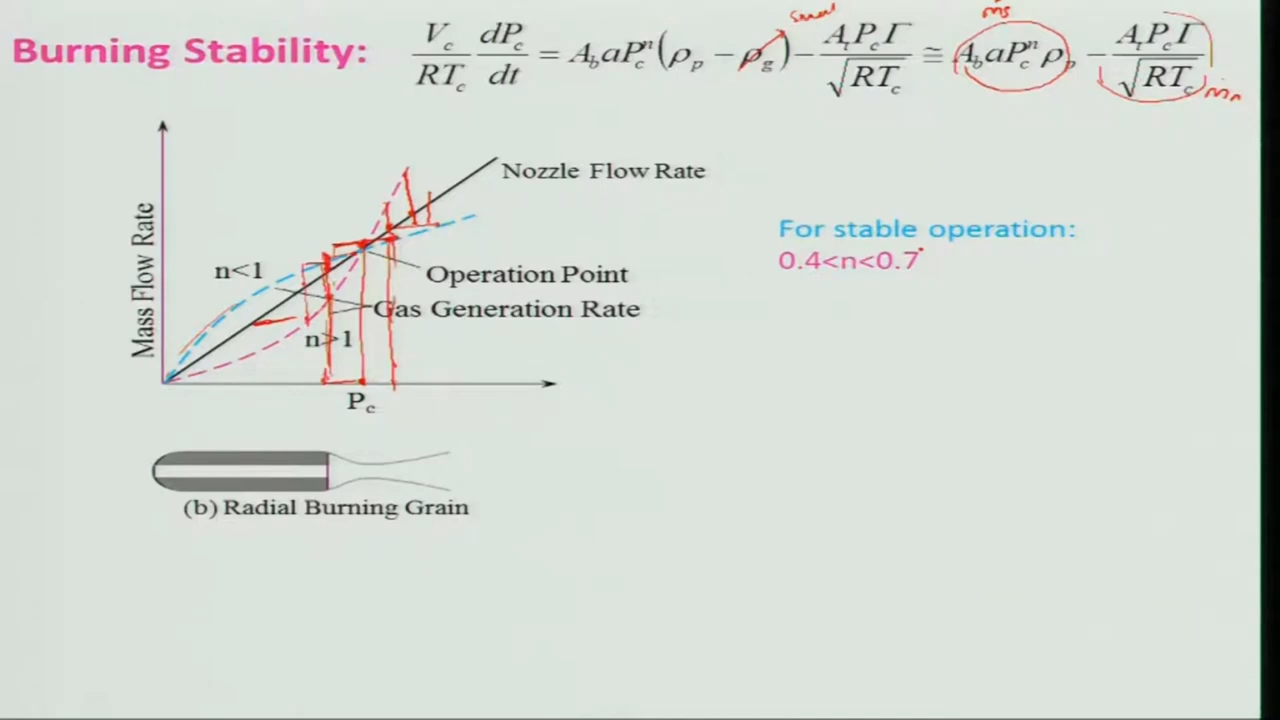 Burning Stability: V_c/RT_c dP_c/dt = A_b aP_c^n (ρ_p − ρ_g) − A_t P_c Γ/√RT_c ≅ A_b aP_c^n ρ_p − A_t P_c Γ/√RT_c
Nozzle Flow Rate
Mass Flow Rate
For stable operation:
0.4<n<0.7
n<1
Operation Point
Gas Generation Rate
n>1
P_c
(b) Radial Burning Grain